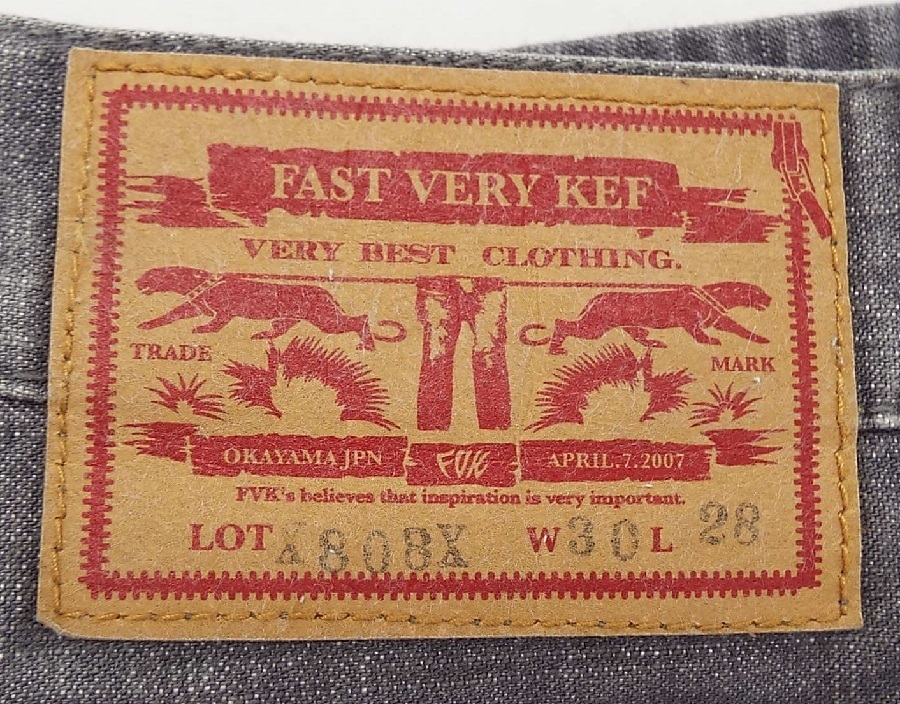 FAST VERY KEF
VERY BEST CLOTHING.
TRADE MARK
OKAYAMA JPN FVK APRIL.7.2007
FVK's believes that inspiration is very important.
LOT X808X W 30 L 28